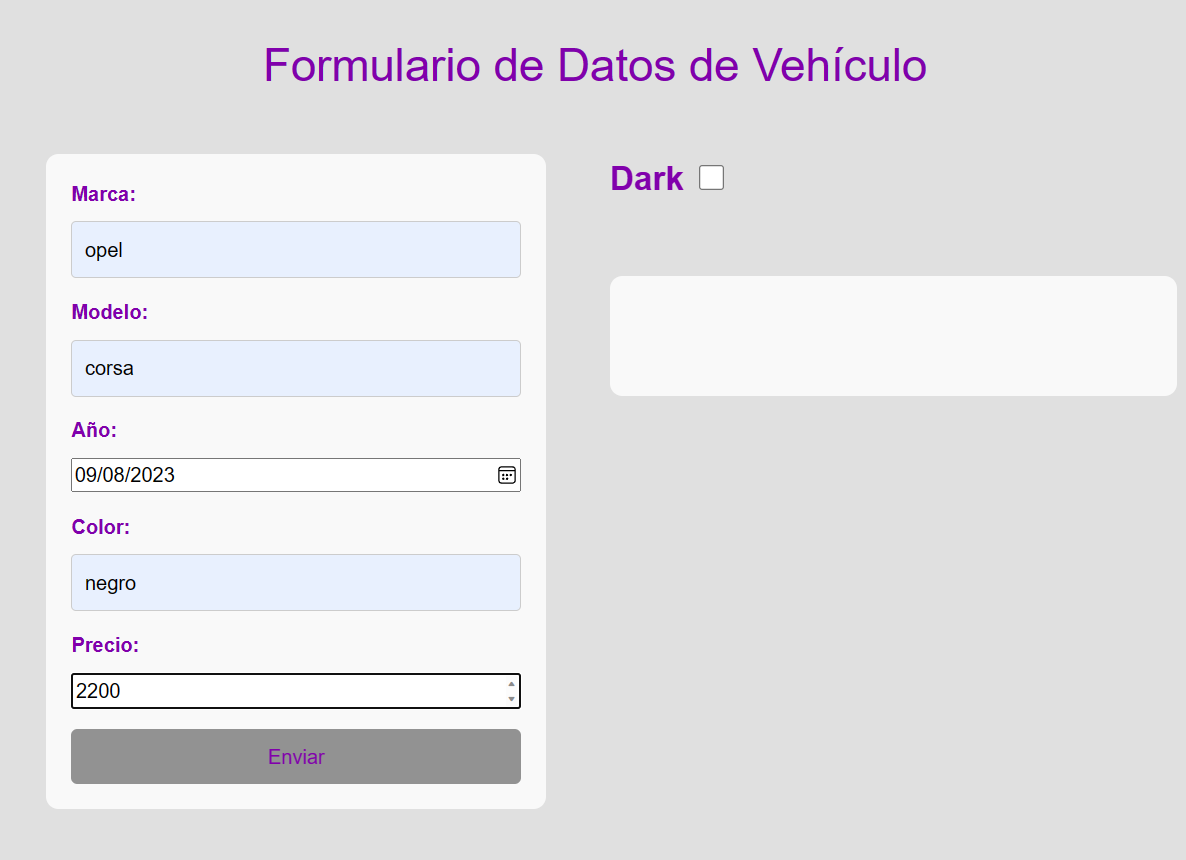 Formulario de Datos de Vehículo
Marca:
opel
Modelo:
corsa
Año:
09/08/2023
Color:
negro
Precio:
2200
Enviar
Dark